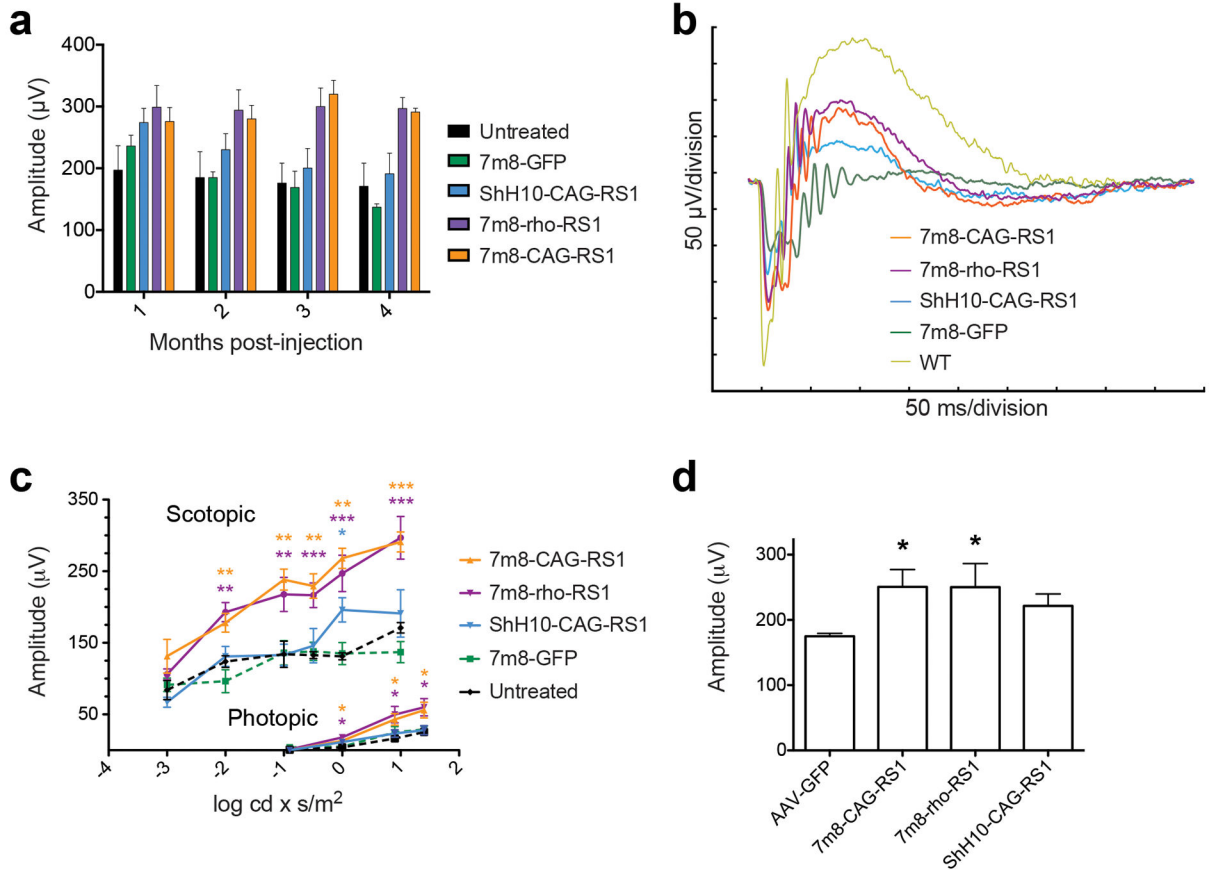 a
400
300
200
100
0
Amplitude (µV)
1
2
3
4
Months post-injection
Untreated
7m8-GFP
ShH10-CAG-RS1
7m8-rho-RS1
7m8-CAG-RS1
b
50 µV/division
50 ms/division
7m8-CAG-RS1
7m8-rho-RS1
ShH10-CAG-RS1
7m8-GFP
WT
c
350
250
150
50
Amplitude (µV)
Scotopic
**
**
**
**
**
***
**
***
*
***
***
Photopic
*
*
*
*
*
*
-4
-3
-2
-1
0
1
2
log cd x s/m²
7m8-CAG-RS1
7m8-rho-RS1
ShH10-CAG-RS1
7m8-GFP
Untreated
d
300
200
100
0
Amplitude (µV)
*
*
AAV-GFP
7m8-CAG-RS1
7m8-rho-RS1
ShH10-CAG-RS1